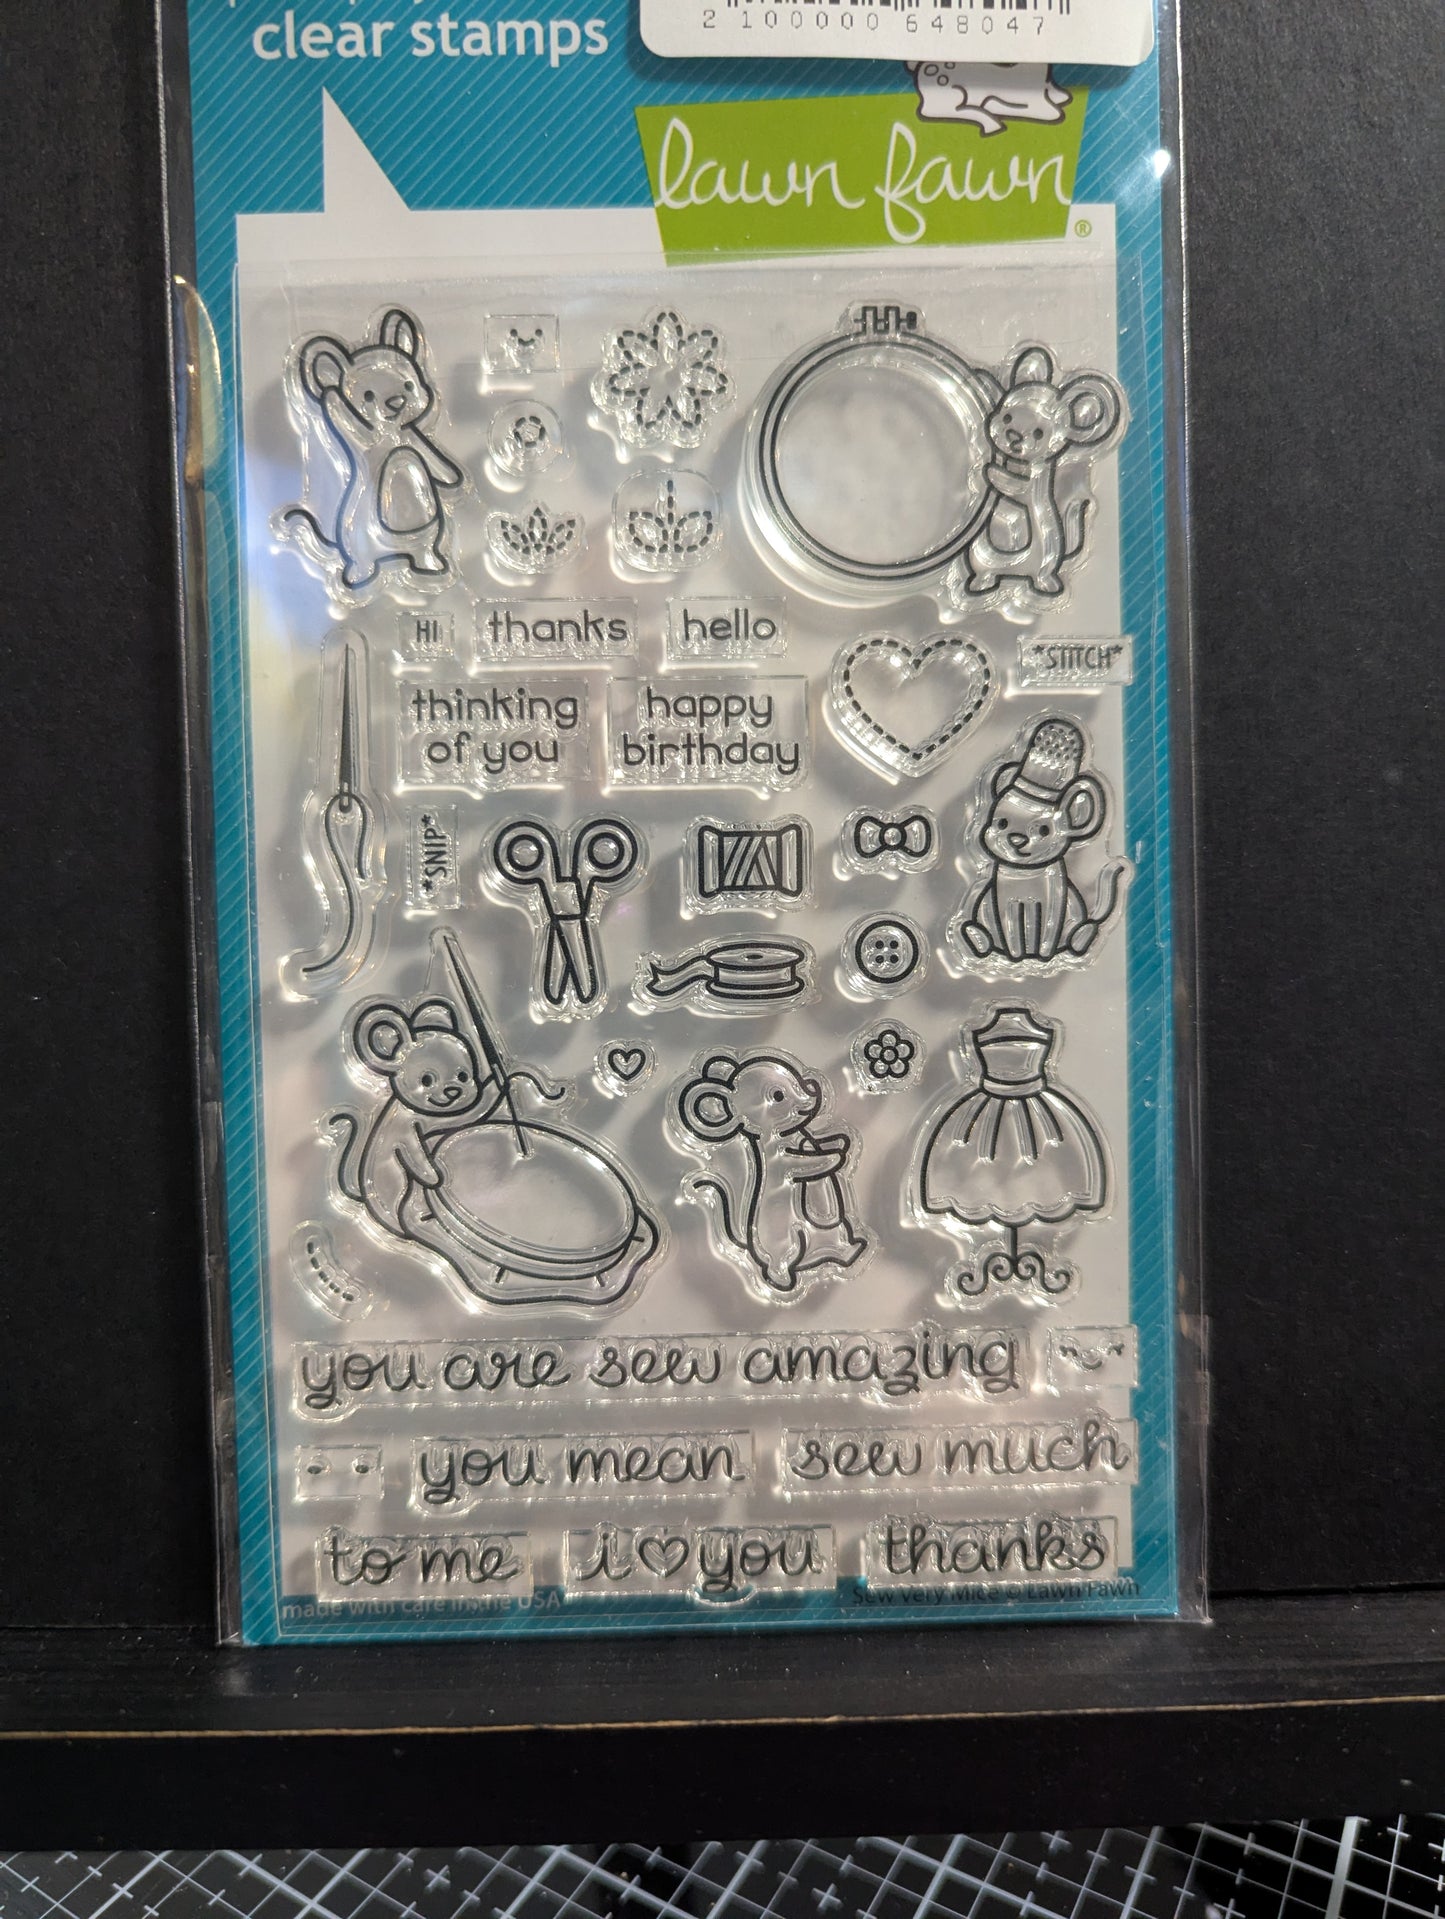 clear stamps
2 100000 648047
lawn fawn
®
HI
thanks
hello
*STITCH*
thinking
of you
happy
birthday
*SNIP*
you are sew amazing
you mean
sew much
to me
i ♡ you
thanks
made with care in the USA
Sew Very Mice © Lawn Fawn